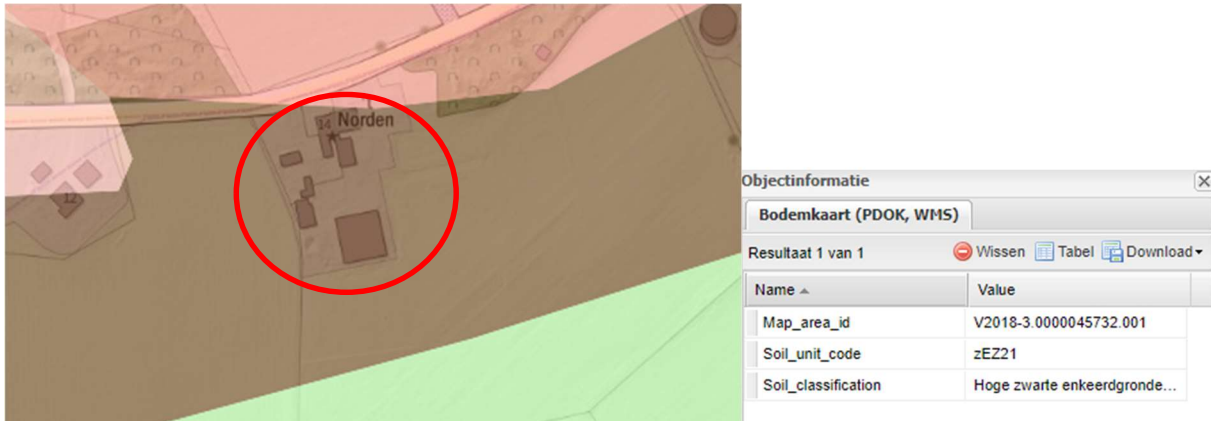 14 Norden
12
Objectinformatie
Bodemkaart (PDOK, WMS)
Resultaat 1 van 1 Wissen Tabel Download
Name Value
Map_area_id V2018-3.0000045732.001
Soil_unit_code zEZ21
Soil_classification Hoge zwarte enkeerdgronde...